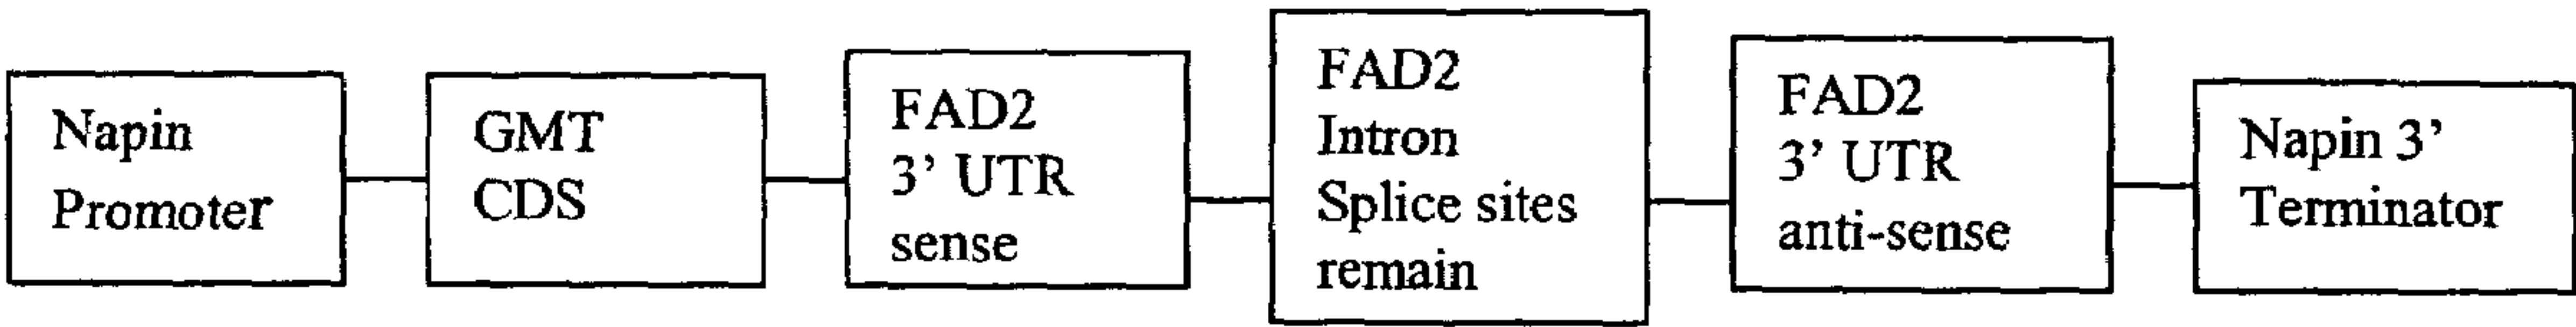 Napin
Promoter
GMT
CDS
FAD2
3’ UTR
sense
FAD2
Intron
Splice sites
remain
FAD2
3’ UTR
anti-sense
Napin 3’
Terminator